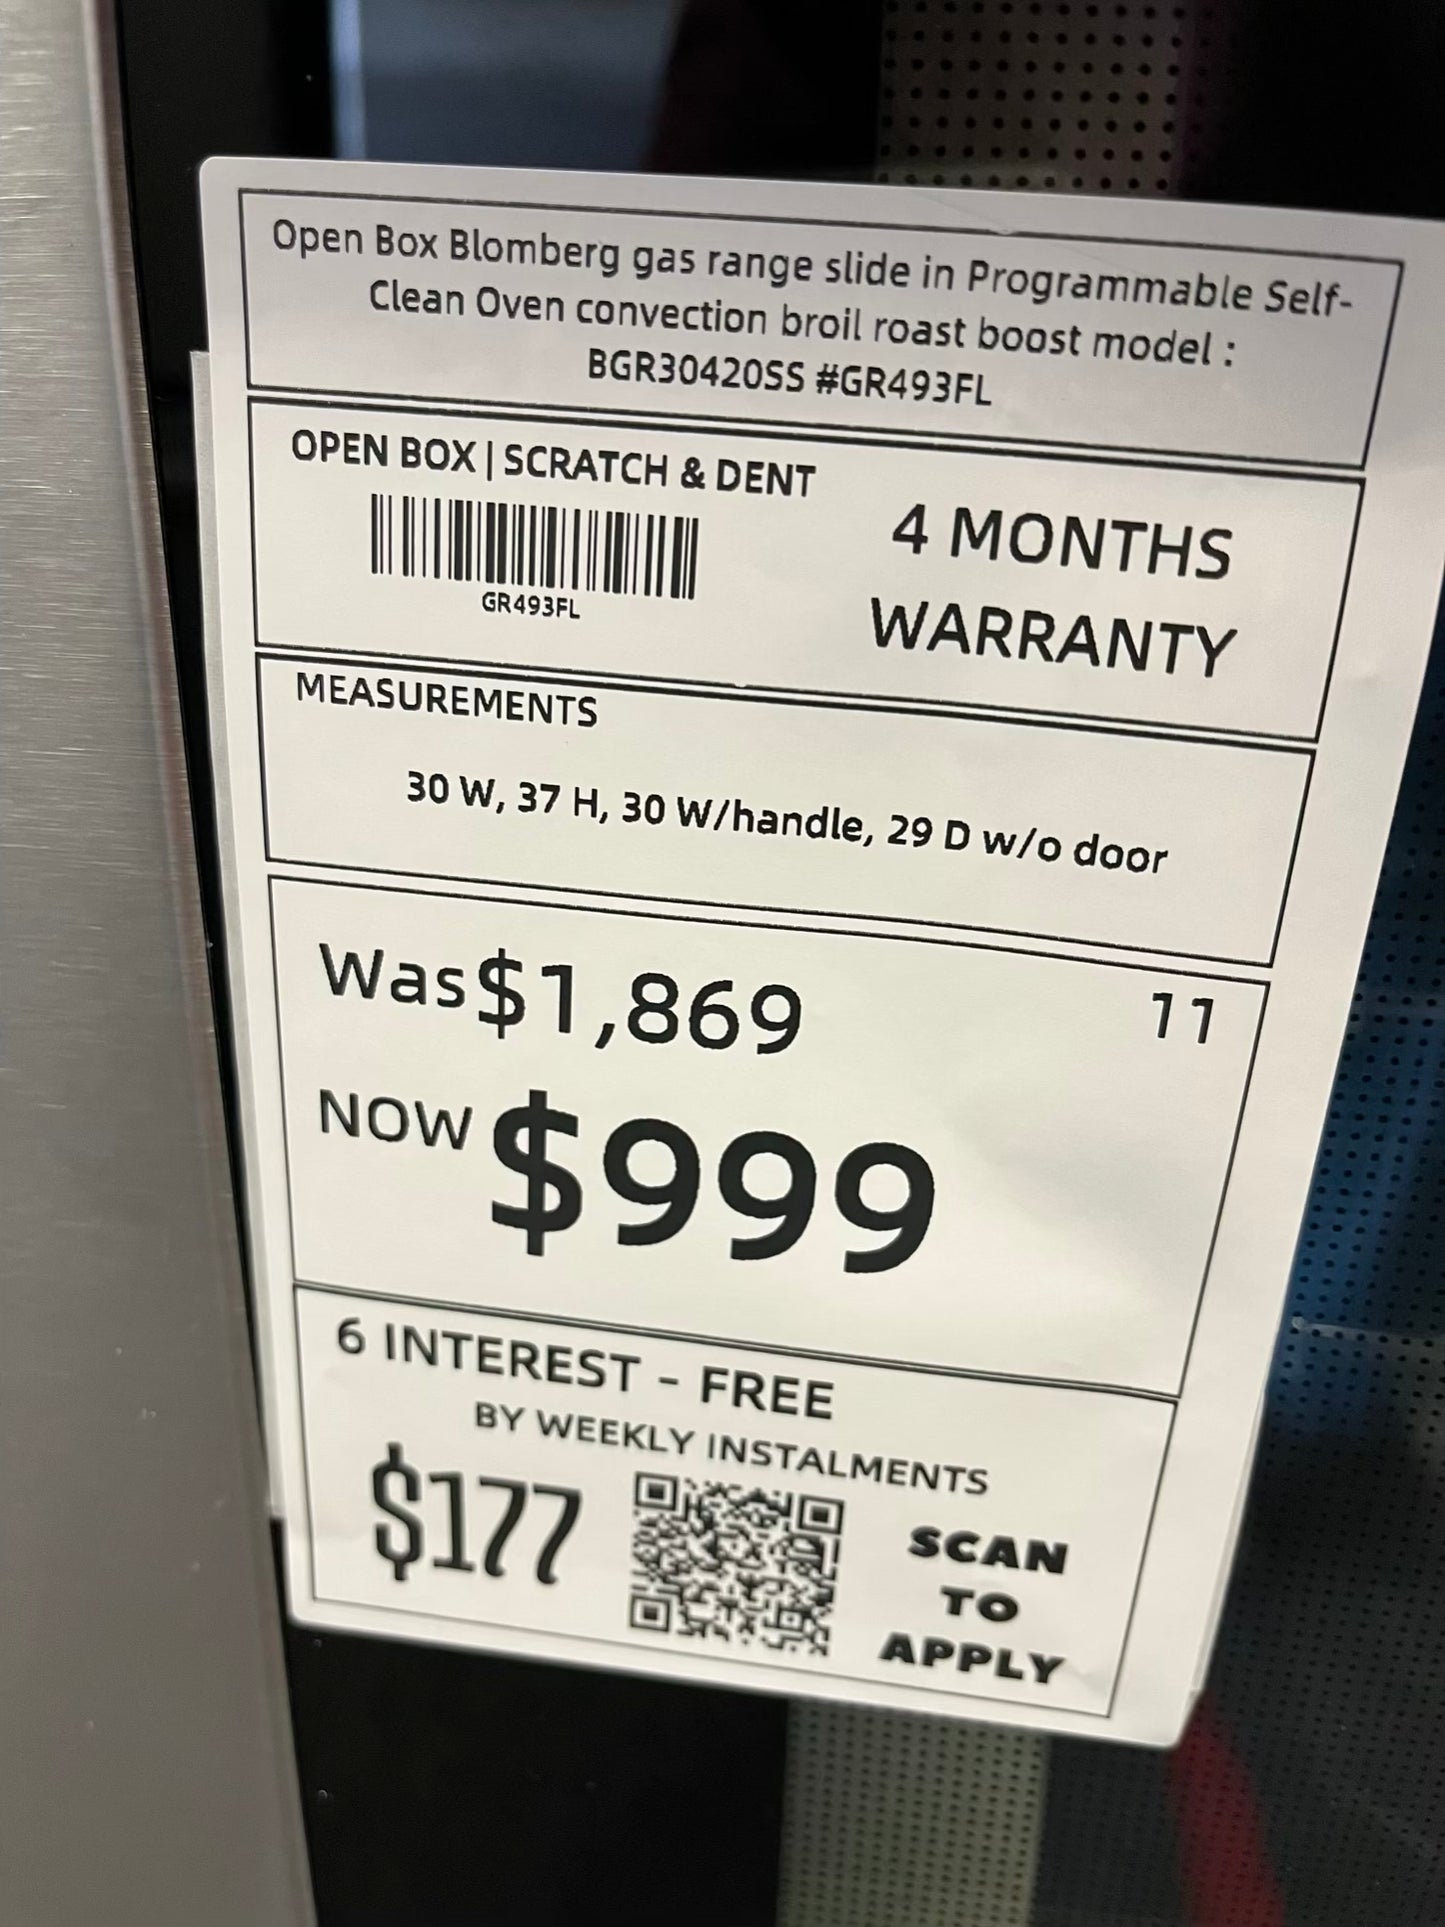 Open Box Blomberg gas range slide in Programmable Self-
Clean Oven convection broil roast boost model :
BGR30420SS #GR493FL
OPEN BOX | SCRATCH & DENT
GR493FL
4 MONTHS
WARRANTY
MEASUREMENTS
30 W, 37 H, 30 W/handle, 29 D w/o door
Was $1,869
11
NOW $999
6 INTEREST - FREE
BY WEEKLY INSTALMENTS
$177
SCAN
TO
APPLY